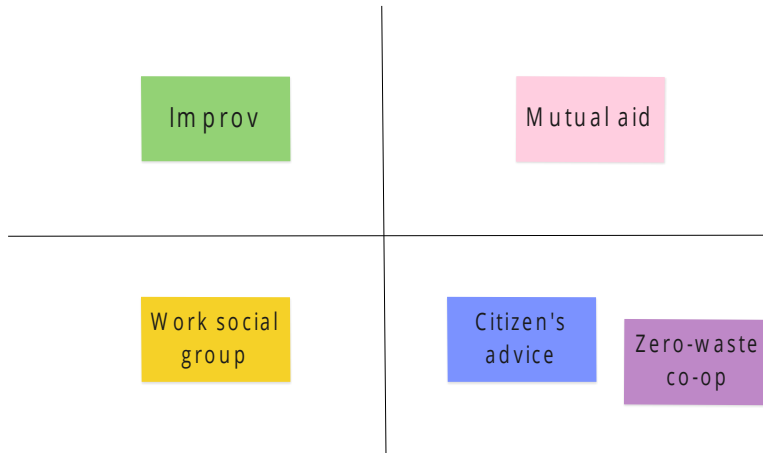 Improv
Mutual aid
Work social
group
Citizen's
advice
Zero-waste
co-op